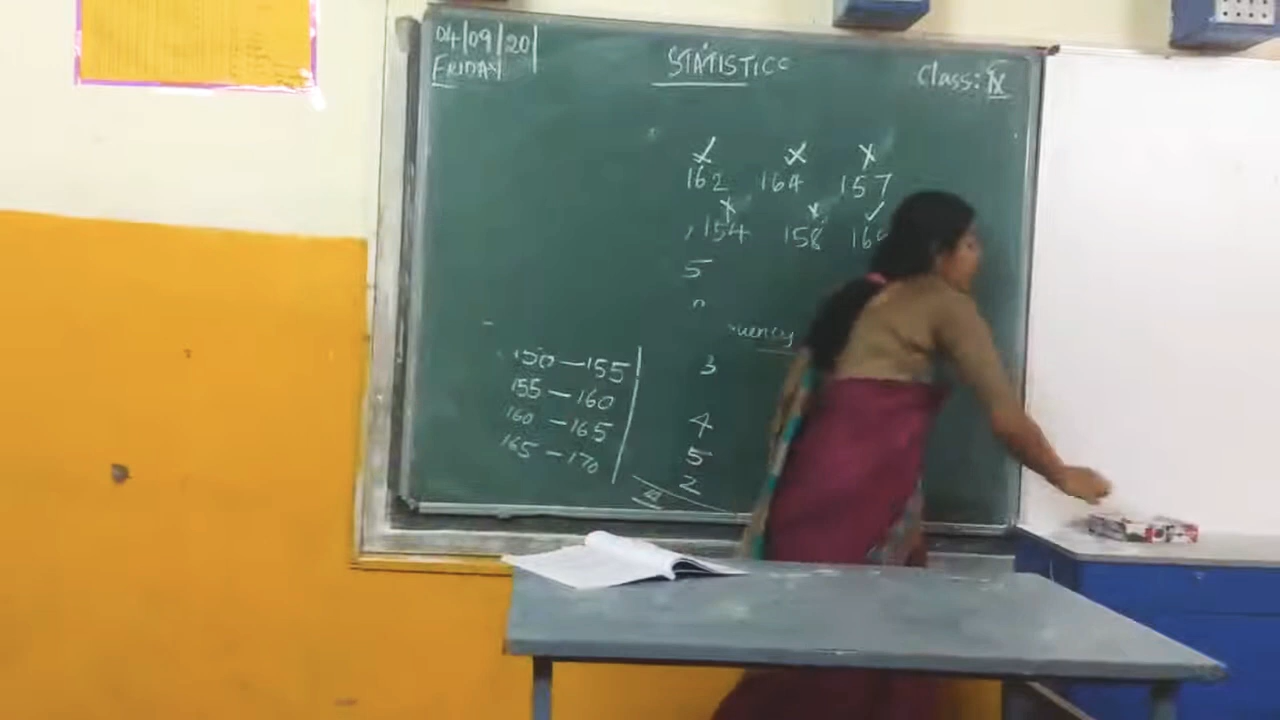 04/09/20
FRIDAY
STATISTICS
Class: IX
162 164 157
154 158
5
uency
150 — 155 3
155 — 160 4
160 — 165 5
165 — 170 2